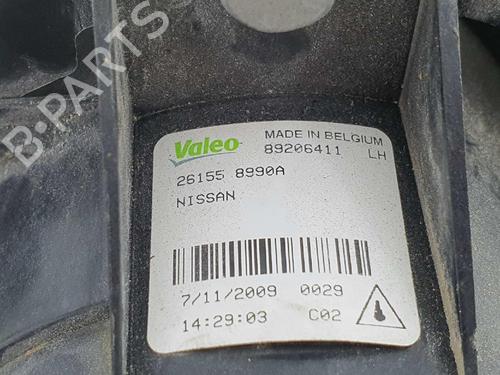 B-PARTS
Valeo
MADE IN BELGIUM
89206411 LH
26155 8990A
NISSAN
7/11/2009 0029
14:29:03 C02